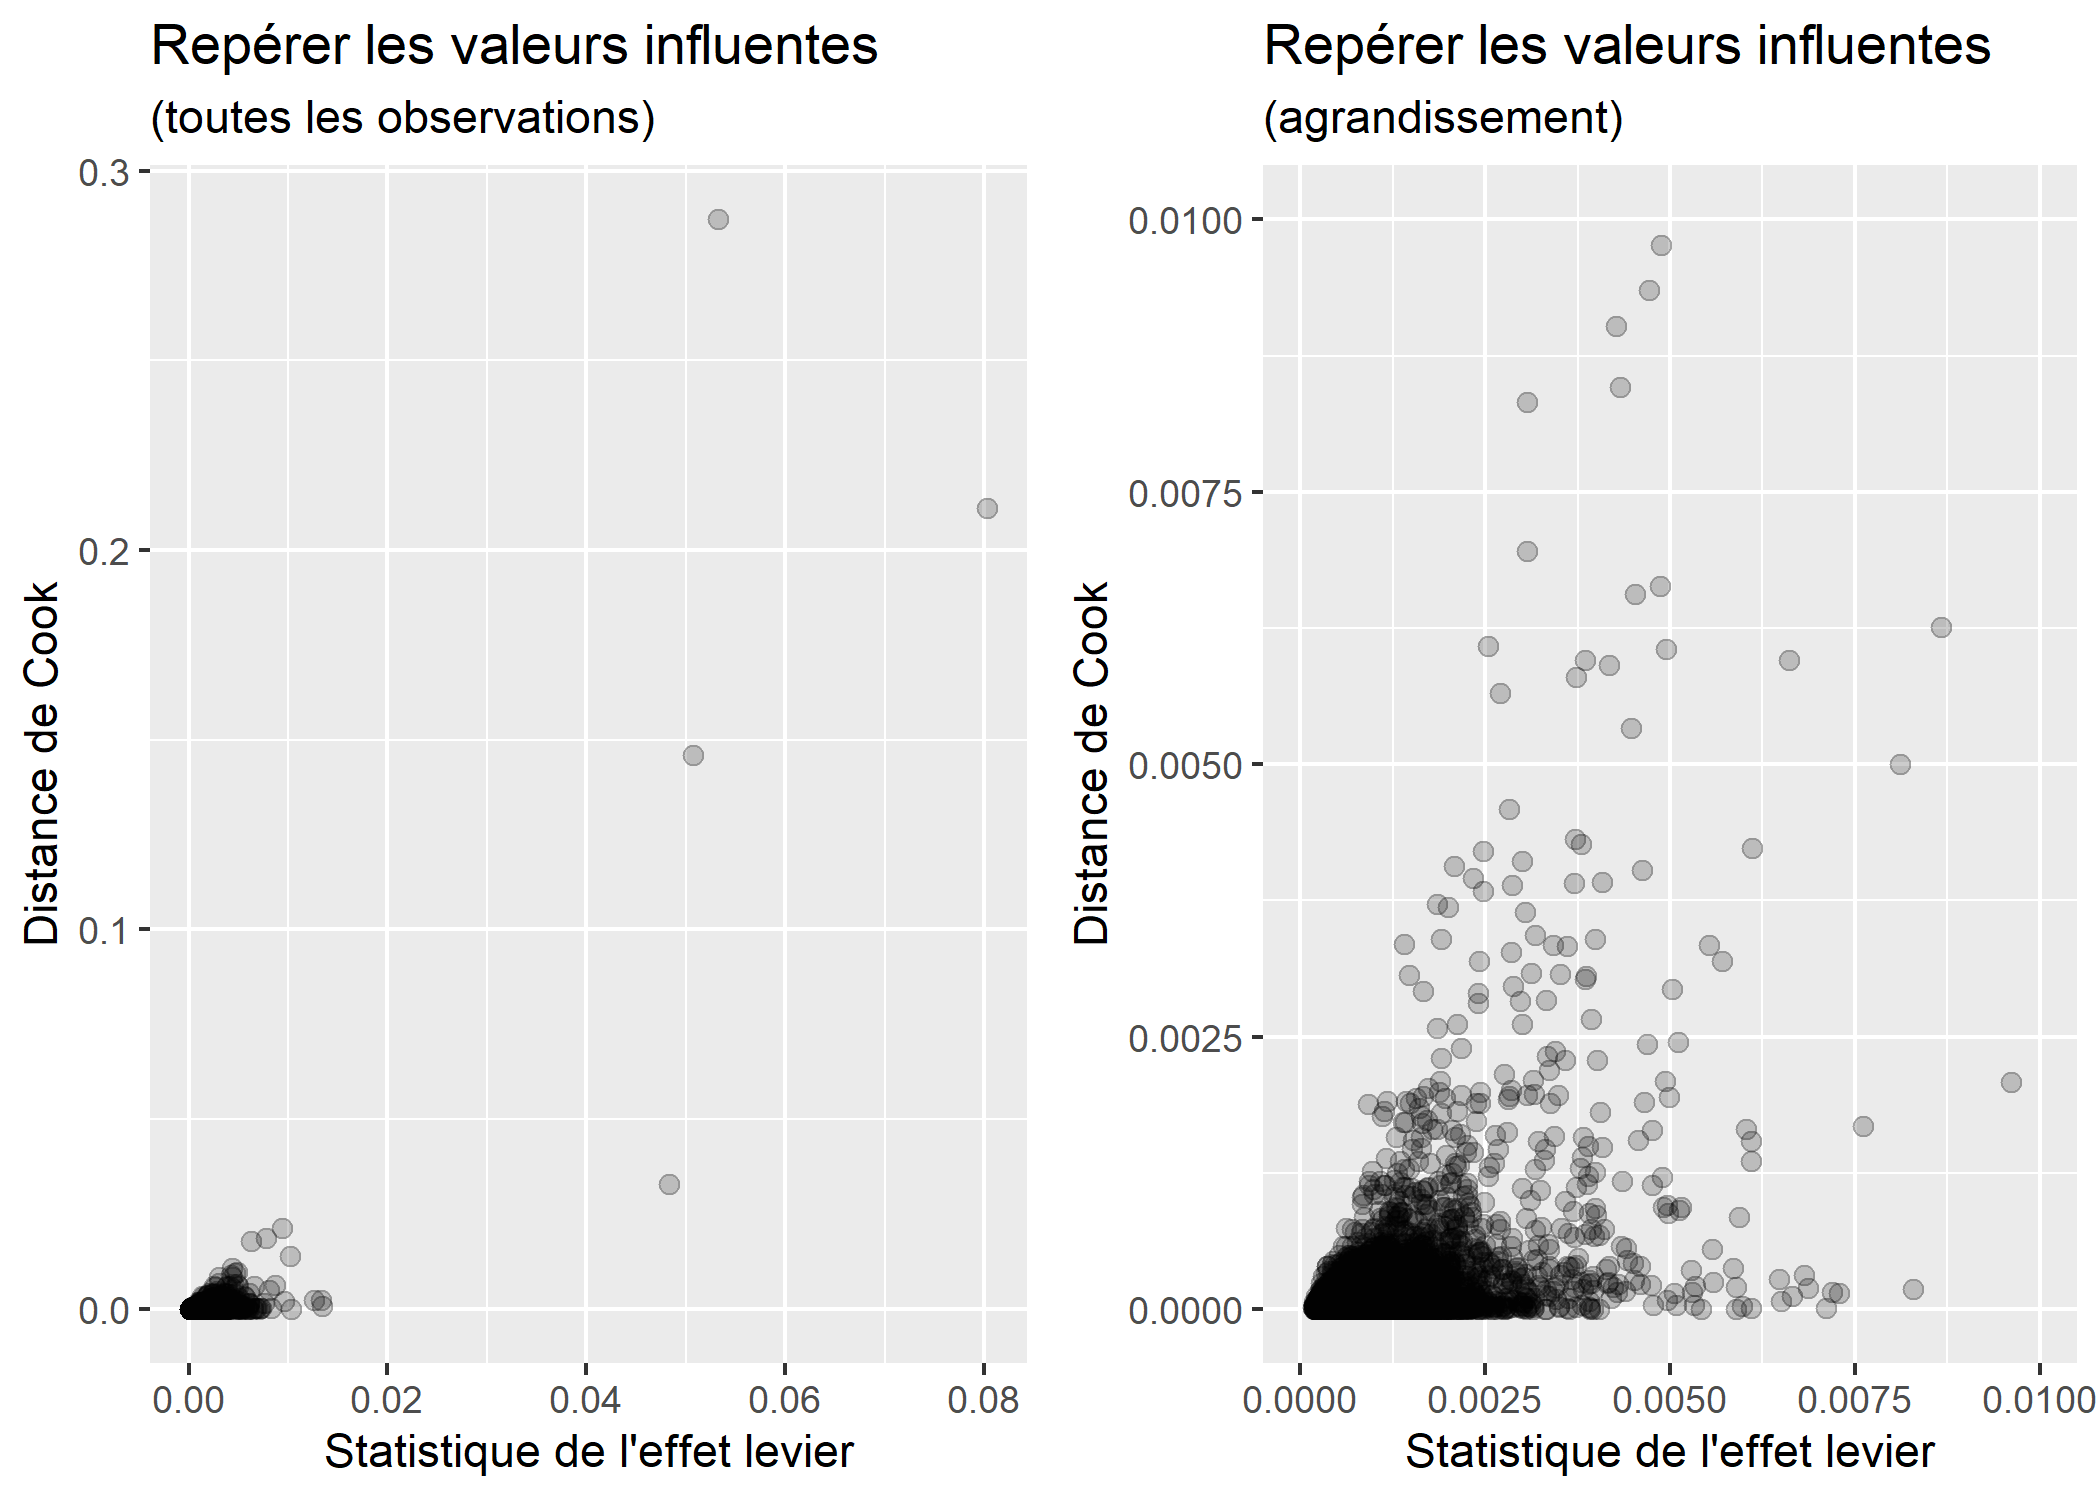 Repérer les valeurs influentes
(toutes les observations)
0.3
0.2
0.1
0.0
Distance de Cook
0.00 0.02 0.04 0.06 0.08
Statistique de l'effet levier
Repérer les valeurs influentes
(agrandissement)
0.0100
0.0075
0.0050
0.0025
0.0000
Distance de Cook
0.0000 0.0025 0.0050 0.0075 0.0100
Statistique de l'effet levier